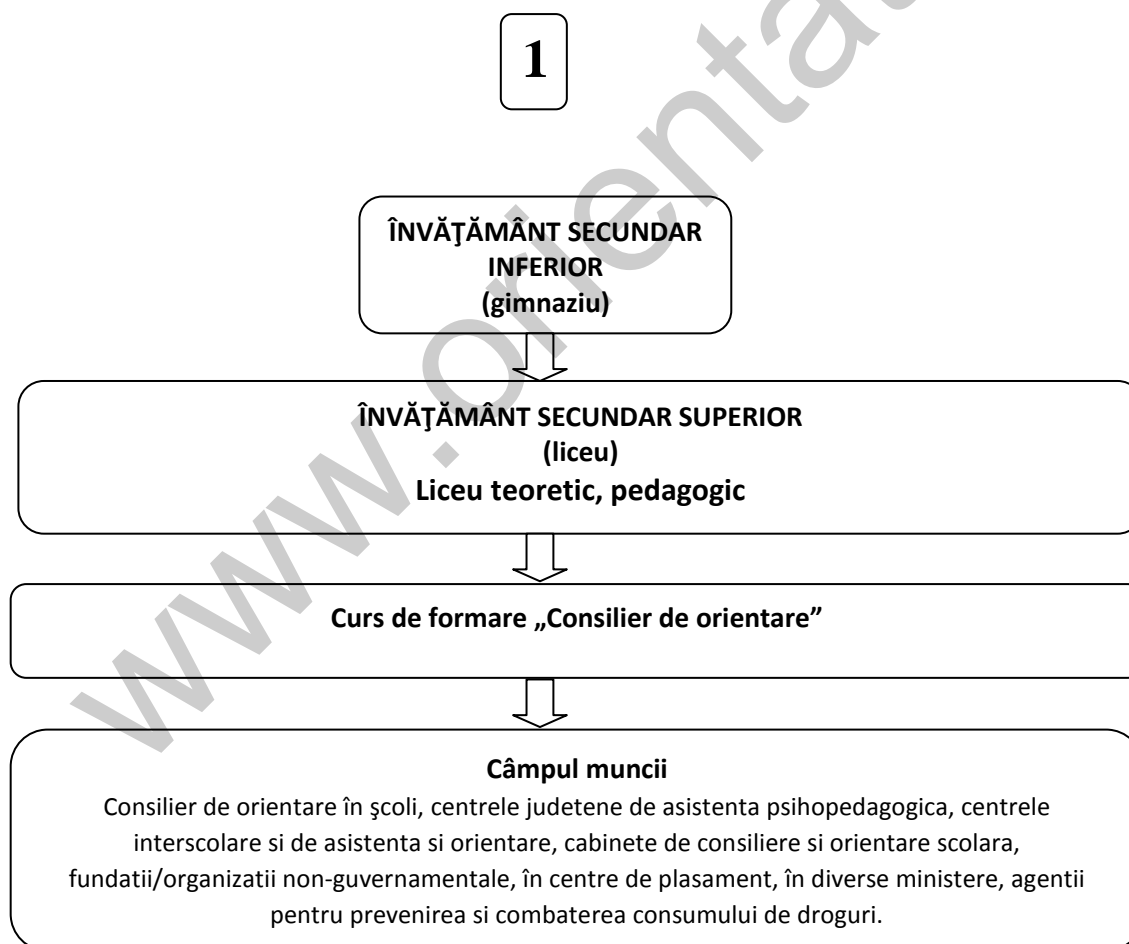 1
ÎNVĂŢĂMÂNT SECUNDAR
INFERIOR
(gimnaziu)
ÎNVĂŢĂMÂNT SECUNDAR SUPERIOR
(liceu)
Liceu teoretic, pedagogic
Curs de formare „Consilier de orientare”
Câmpul muncii
Consilier de orientare în şcoli, centrele judetene de asistenta psihopedagogica, centrele
interscolare si de asistenta si orientare, cabinete de consiliere si orientare scolara,
fundatii/organizatii non-guvernamentale, în centre de plasament, în diverse ministere, agentii
pentru prevenirea si combaterea consumului de droguri.
www.orientat